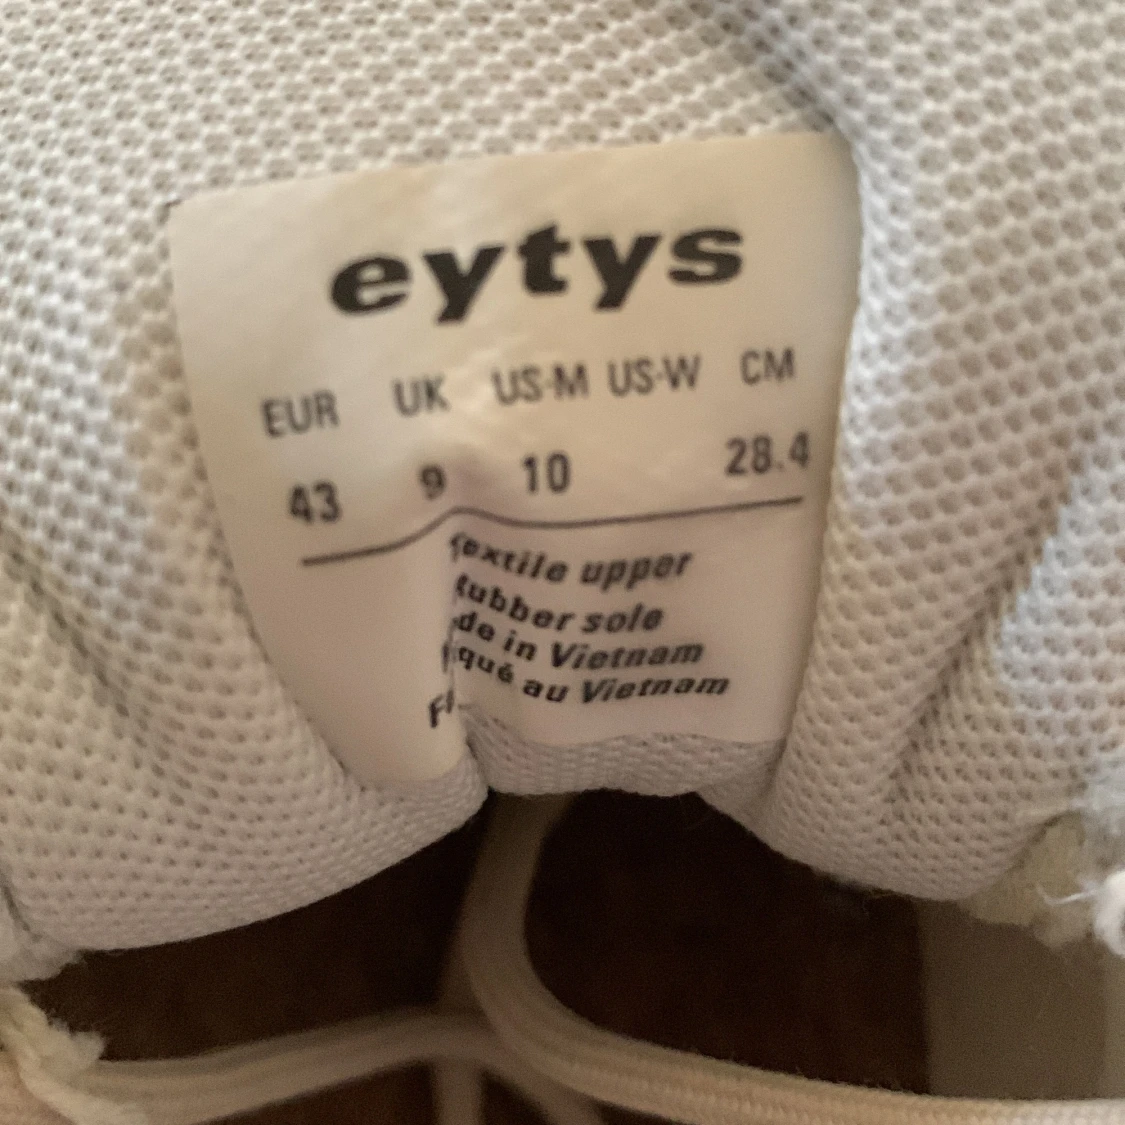 eytys
EUR UK US-M US-W CM
43 9 10 28.4
textile upper
Rubber sole
de in Vietnam
qué au Vietnam